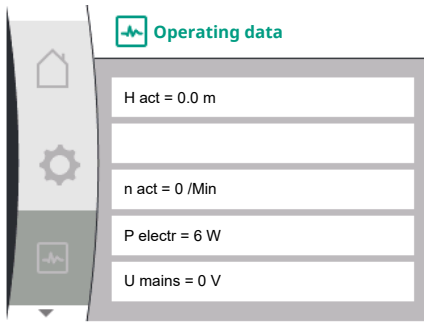 Operating data
H act = 0.0 m
n act = 0 /Min
P electr = 6 W
U mains = 0 V